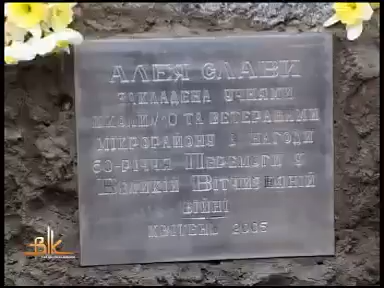 АЛЕЯ СЛАВИ
ЗАКЛАДЕНА УЧНЯМИ
ТА ВЕТЕРАНАМИ
МІКРОРАЙОНУ З НАГОДИ
60-РІЧЧЯ ПЕРЕМОГИ У
ВЕЛИКІЙ ВІТЧИЗНЯНІЙ
ВІЙНІ
КВІТЕНЬ 2005